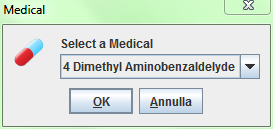 Medical
Select a Medical
4 Dimethyl Aminobenzaldelyde
OK
Annulla